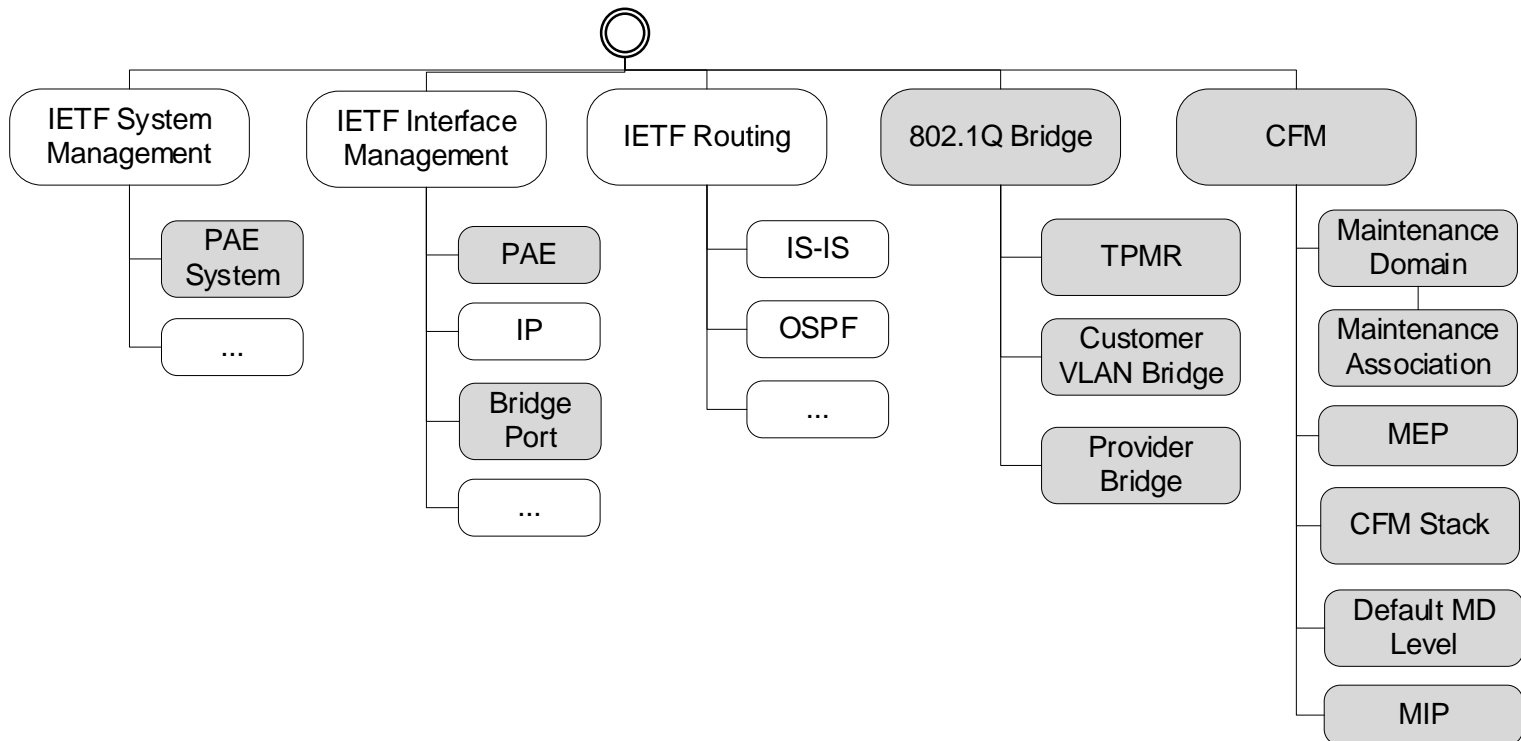 IETF System
Management
IETF Interface
Management
IETF Routing
802.1Q Bridge
CFM
PAE
System
...
PAE
IP
Bridge
Port
...
IS-IS
OSPF
...
TPMR
Customer
VLAN Bridge
Provider
Bridge
Maintenance
Domain
Maintenance
Association
MEP
CFM Stack
Default MD
Level
MIP